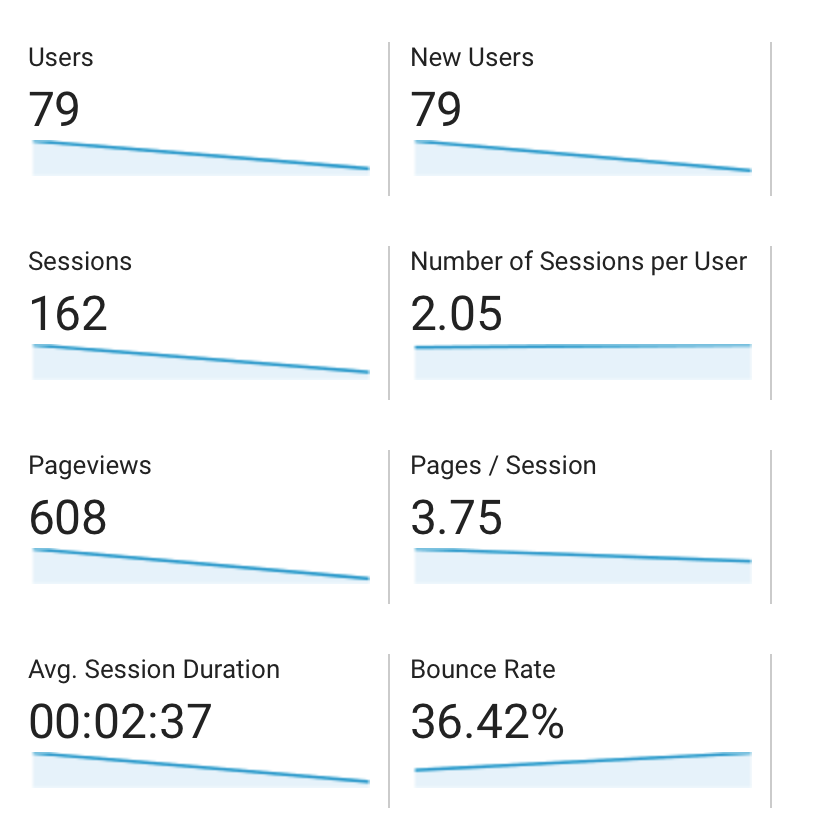 Users
79
New Users
79
Sessions
162
Number of Sessions per User
2.05
Pageviews
608
Pages / Session
3.75
Avg. Session Duration
00:02:37
Bounce Rate
36.42%